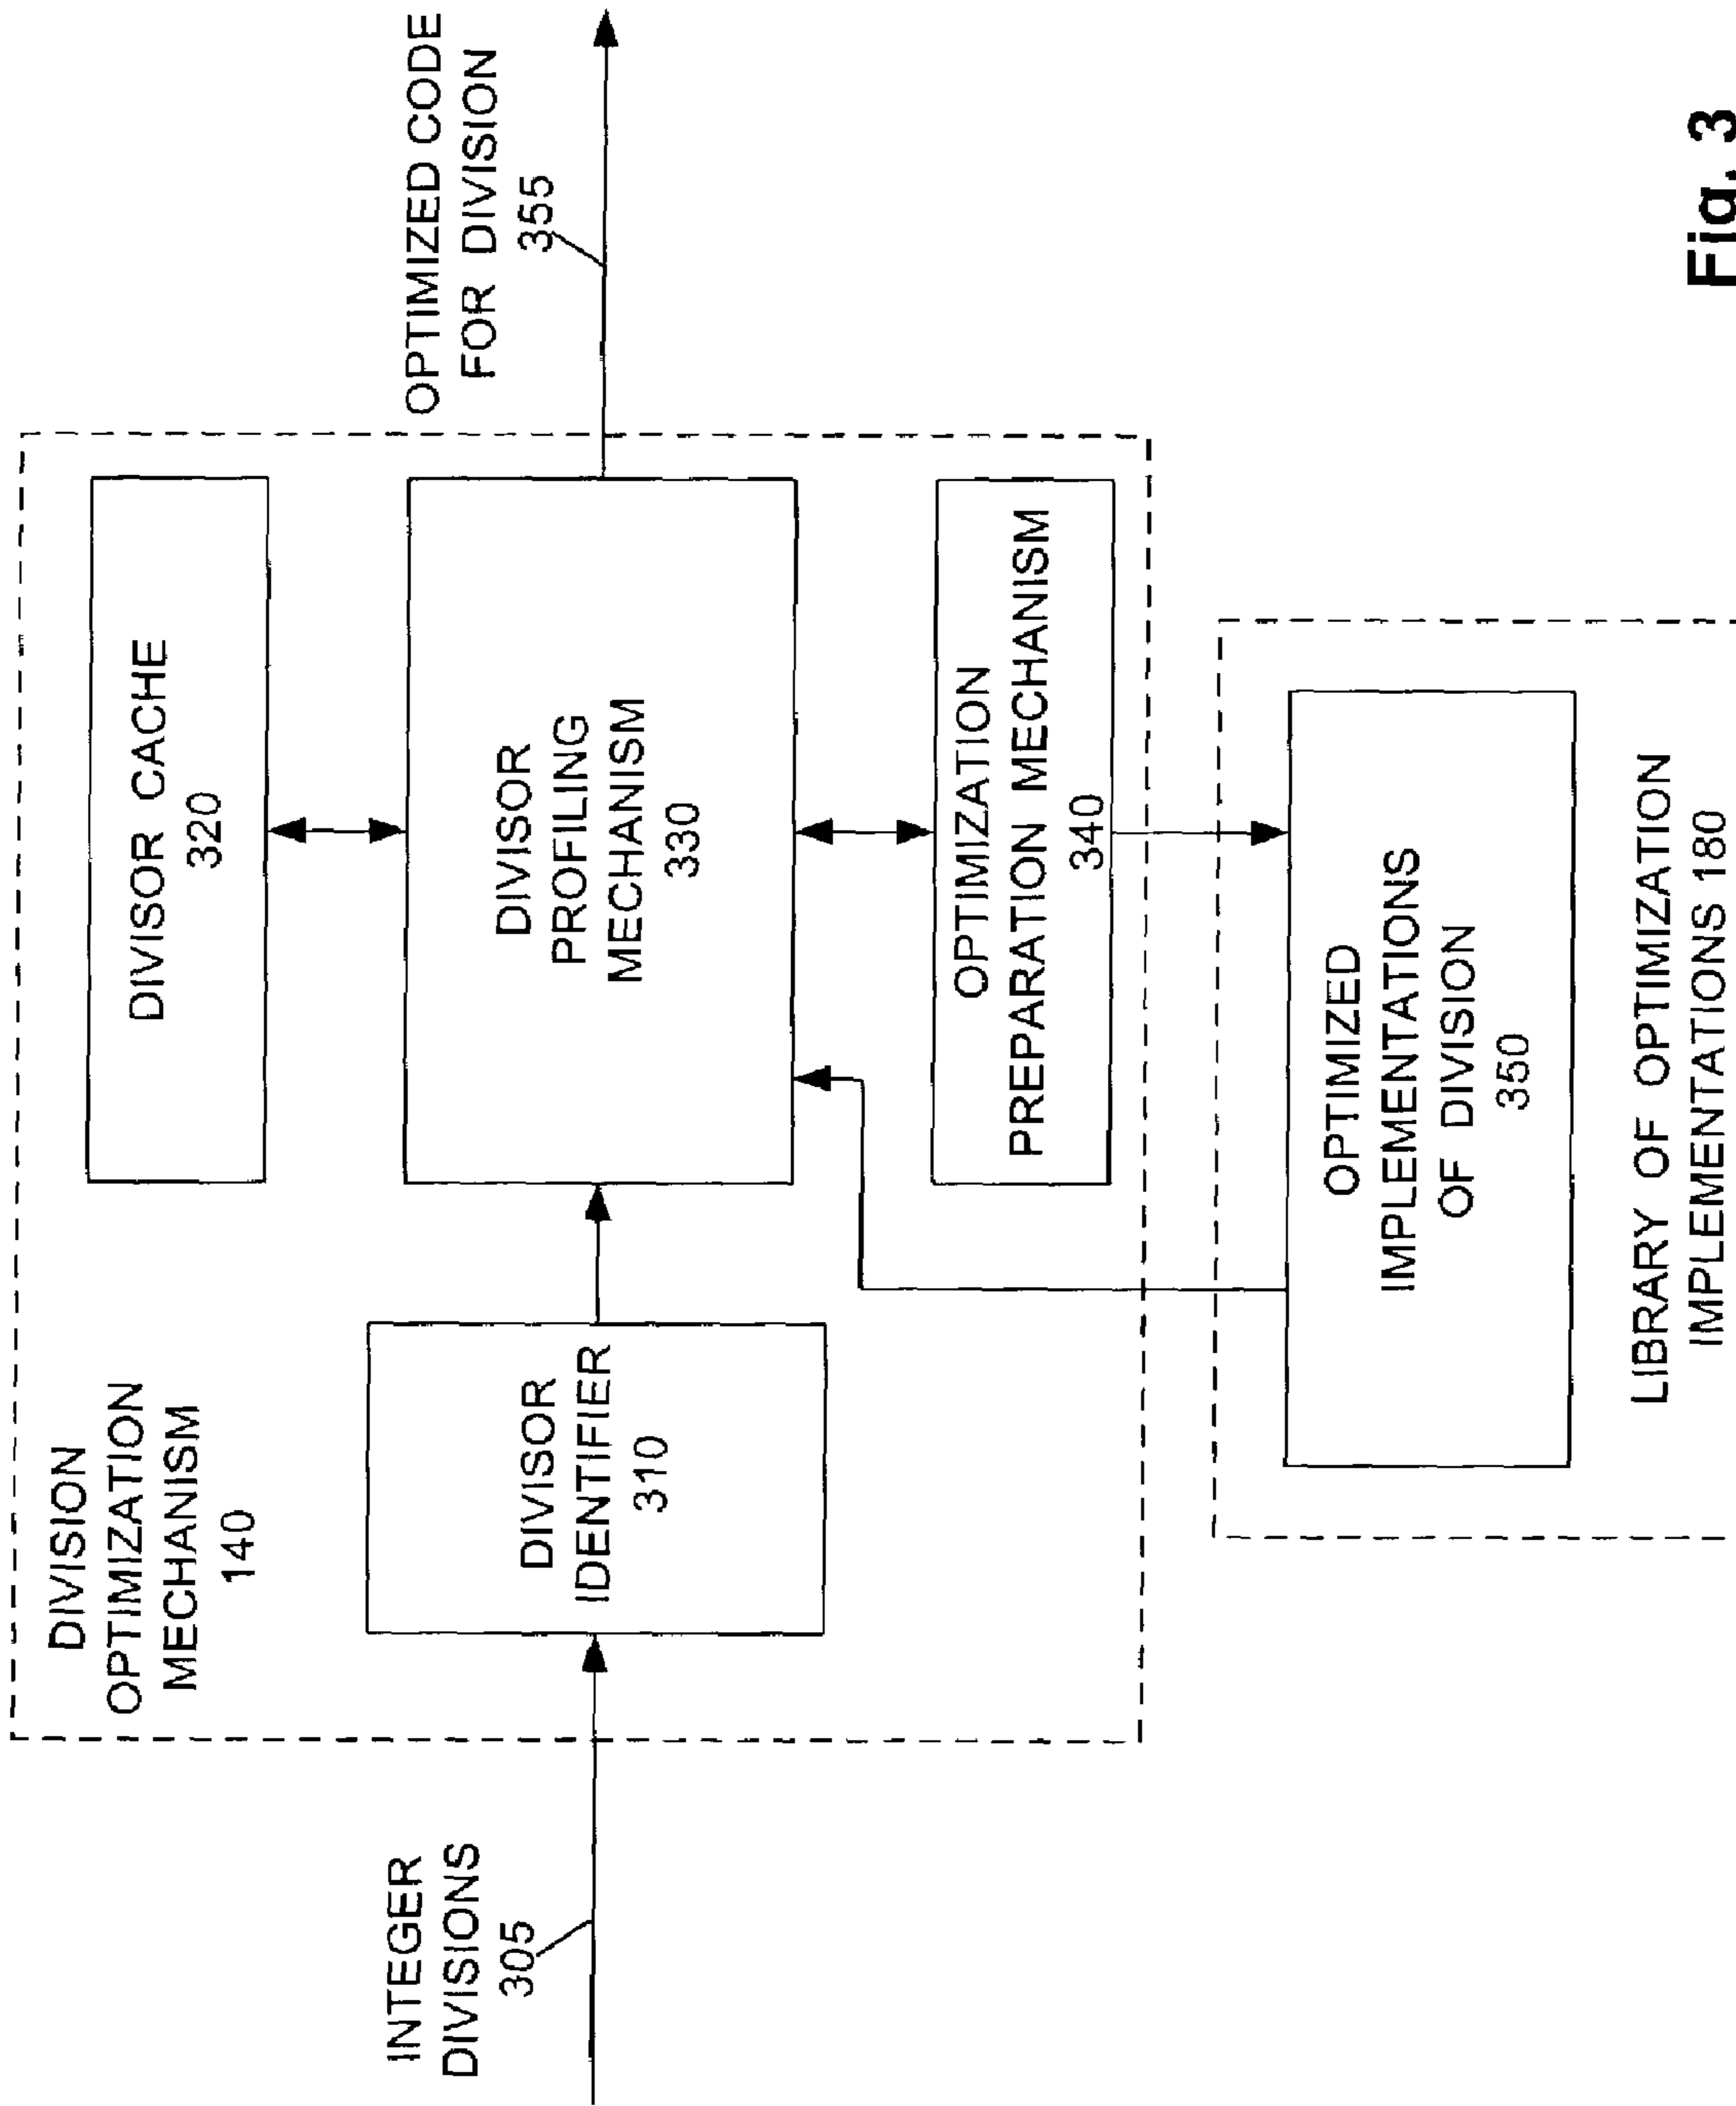 DIVISION
OPTIMIZATION
MECHANISM
140
DIVISOR CACHE
320
INTEGER
DIVISIONS
305
DIVISOR
IDENTIFIER
310
DIVISOR
PROFILING
MECHANISM
330
OPTIMIZED CODE
FOR DIVISION
355
OPTIMIZATION
PREPARATION MECHANISM
340
OPTIMIZED
IMPLEMENTATIONS
OF DIVISION
350
LIBRARY OF OPTIMIZATION
IMPLEMENTATIONS 180
Fig. 3